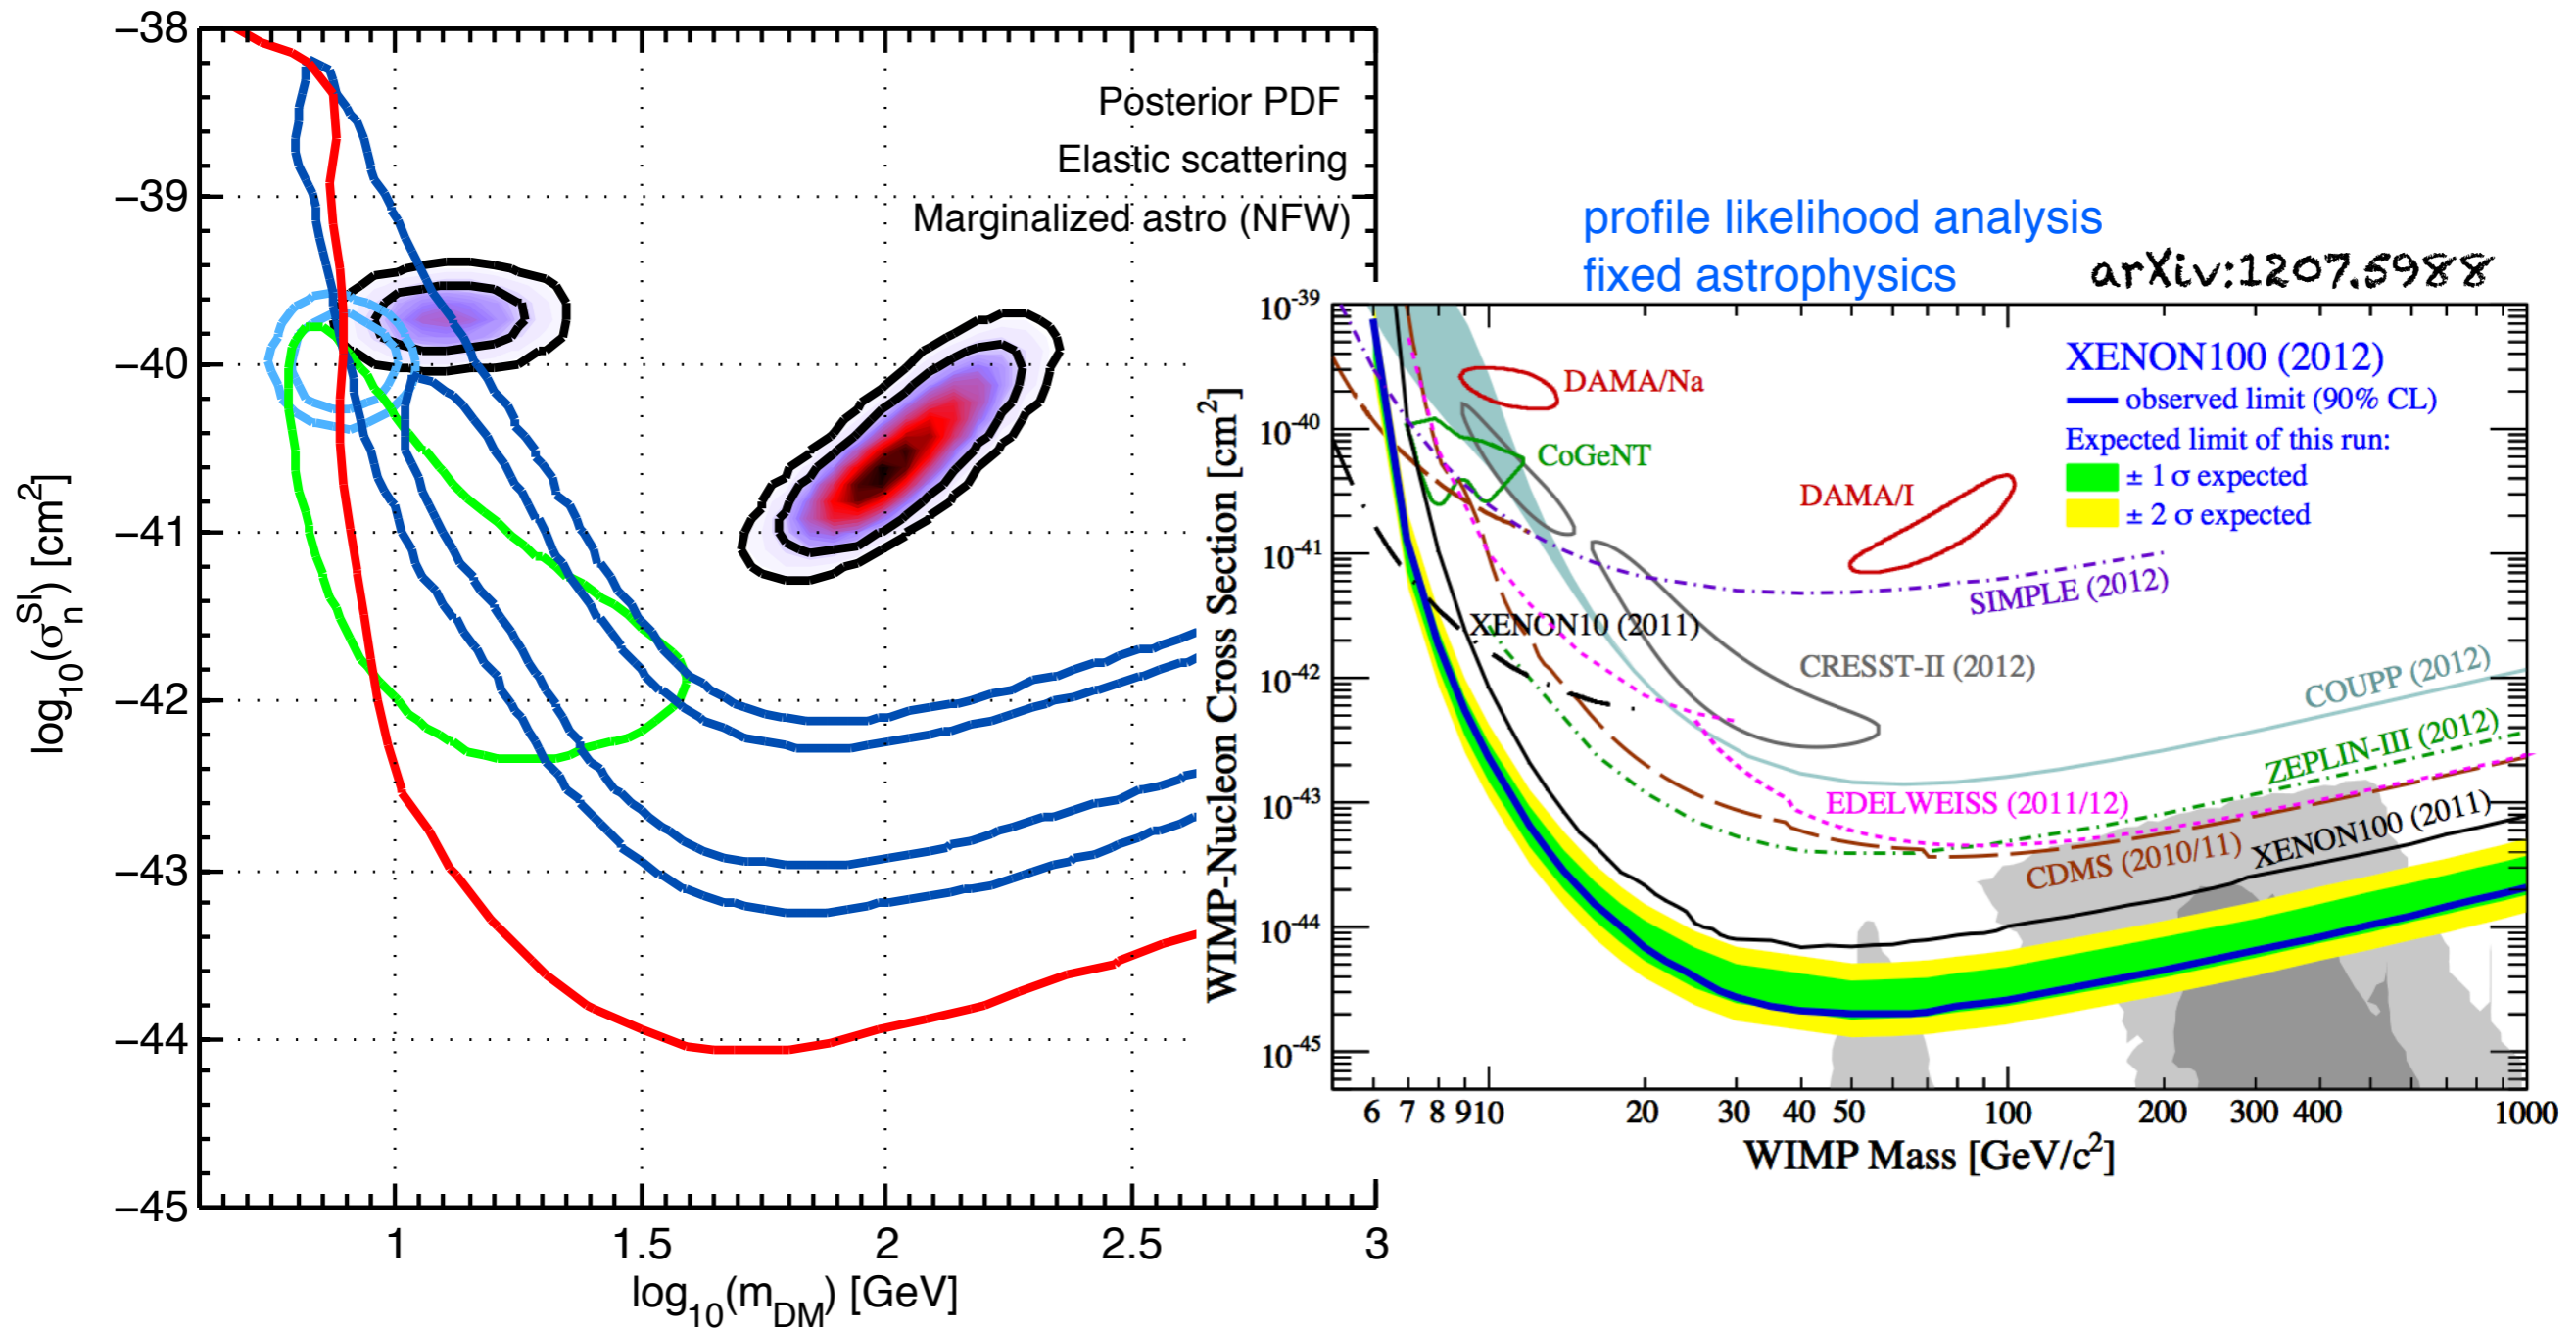 −38
−39
−40
−41
−42
−43
−44
−45
log10(σnSI) [cm2]
1
1.5
2
2.5
3
log10(mDM) [GeV]
Posterior PDF
Elastic scattering
Marginalized astro (NFW)
profile likelihood analysis
fixed astrophysics
arXiv:1207.5988
10-39
10-40
10-41
10-42
10-43
10-44
10-45
WIMP-Nucleon Cross Section [cm2]
6 7 8 910 20 30 40 50 100 200 300 400 1000
WIMP Mass [GeV/c2]
XENON100 (2012)
observed limit (90% CL)
Expected limit of this run:
± 1 σ expected
± 2 σ expected
DAMA/Na
CoGeNT
DAMA/I
SIMPLE (2012)
XENON10 (2011)
CRESST-II (2012)
COUPP (2012)
ZEPLIN-III (2012)
EDELWEISS (2011/12)
CDMS (2010/11)
XENON100 (2011)